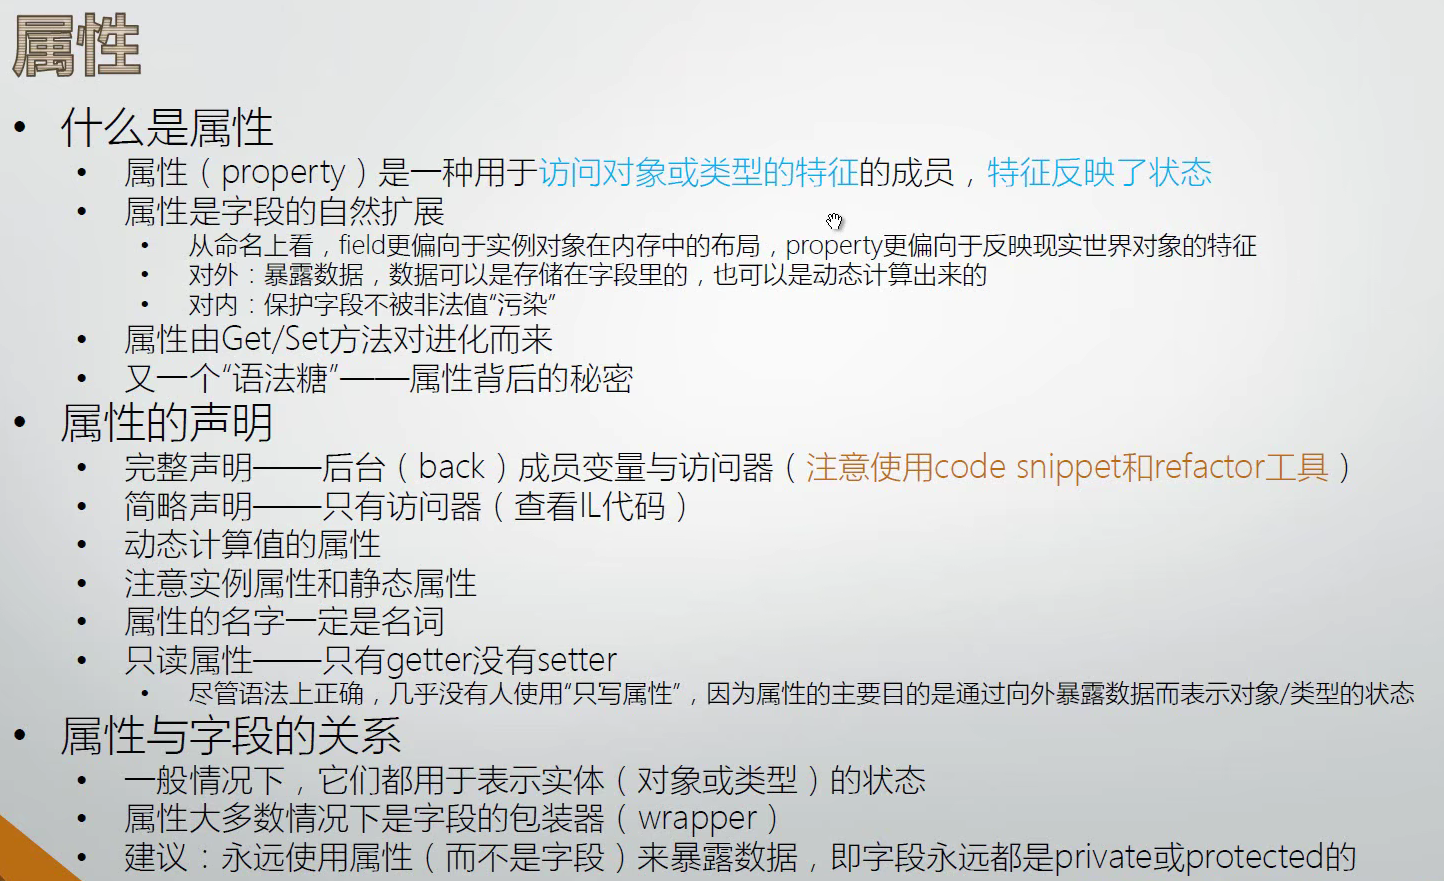 属性
• 什么是属性
• 属性（property）是一种用于访问对象或类型的特征的成员，特征反映了状态
• 属性是字段的自然扩展
• 从命名上看，field更偏向于实例对象在内存中的布局，property更偏向于反映现实世界对象的特征
• 对外：暴露数据，数据可以是存储在字段里的，也可以是动态计算出来的
• 对内：保护字段不被非法值“污染”
• 属性由Get/Set方法对进化而来
• 又一个“语法糖”——属性背后的秘密
• 属性的声明
• 完整声明——后台（back）成员变量与访问器（注意使用code snippet和refactor工具）
• 简略声明——只有访问器（查看IL代码）
• 动态计算值的属性
• 注意实例属性和静态属性
• 属性的名字一定是名词
• 只读属性——只有getter没有setter
• 尽管语法上正确，几乎没有人使用“只写属性”，因为属性的主要目的是通过向外暴露数据而表示对象/类型的状态
• 属性与字段的关系
• 一般情况下，它们都用于表示实体（对象或类型）的状态
• 属性大多数情况下是字段的包装器（wrapper）
• 建议：永远使用属性（而不是字段）来暴露数据，即字段永远都是private或protected的